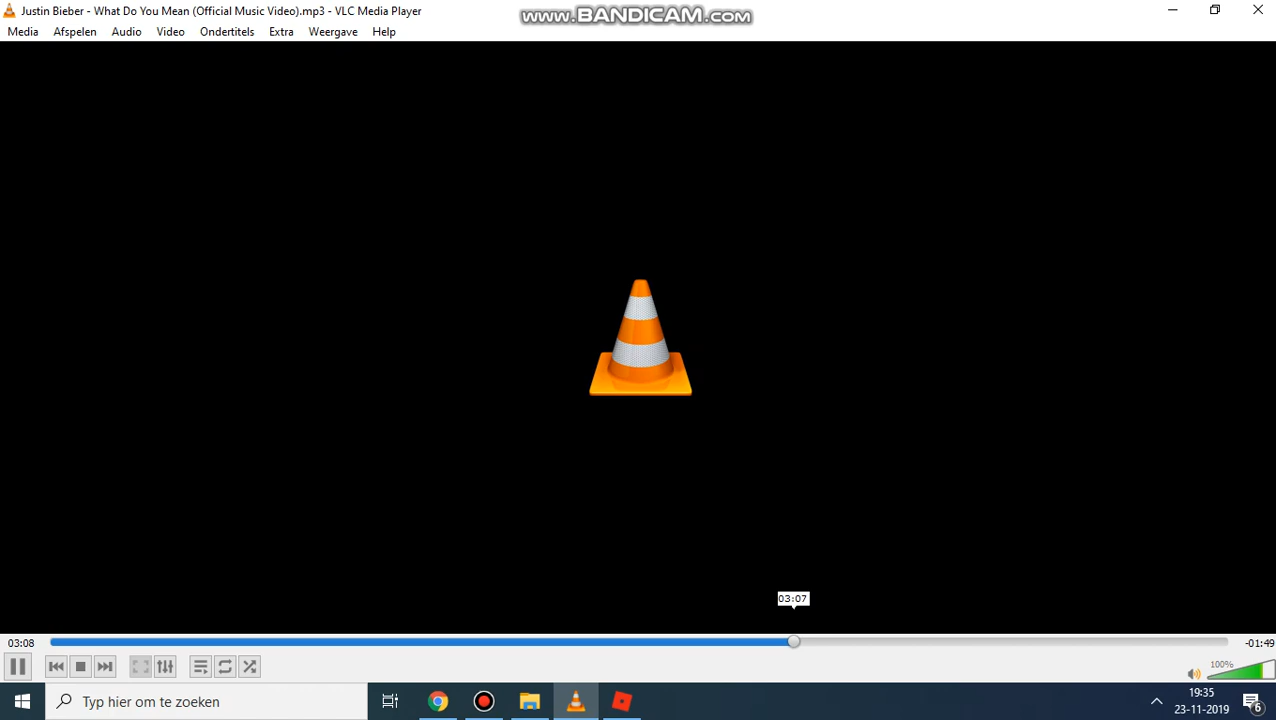 Justin Bieber - What Do You Mean (Official Music Video).mp3 - VLC Media Player
www.BANDICAM.com
Media Afspelen Audio Video Ondertitels Extra Weergave Help
03:07
03:08
-01:49
100%
Typ hier om te zoeken
19:35
23-11-2019
6